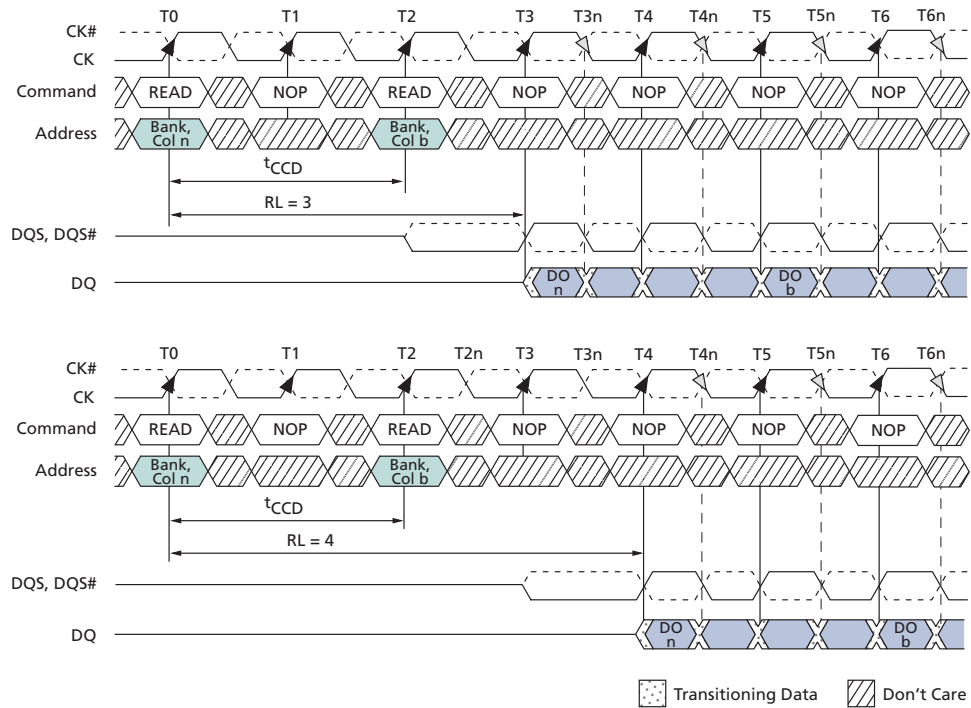 T0 T1 T2 T3 T3n T4 T4n T5 T5n T6 T6n
CK#
CK
Command READ NOP READ NOP NOP NOP NOP
Address Bank, Col n Bank, Col b
tCCD
RL = 3
DQS, DQS#
DQ DO n DO b
T0 T1 T2 T2n T3 T3n T4 T4n T5 T5n T6 T6n
CK#
CK
Command READ NOP READ NOP NOP NOP NOP
Address Bank, Col n Bank, Col b
tCCD
RL = 4
DQS, DQS#
DQ DO n DO b
Transitioning Data Don't Care